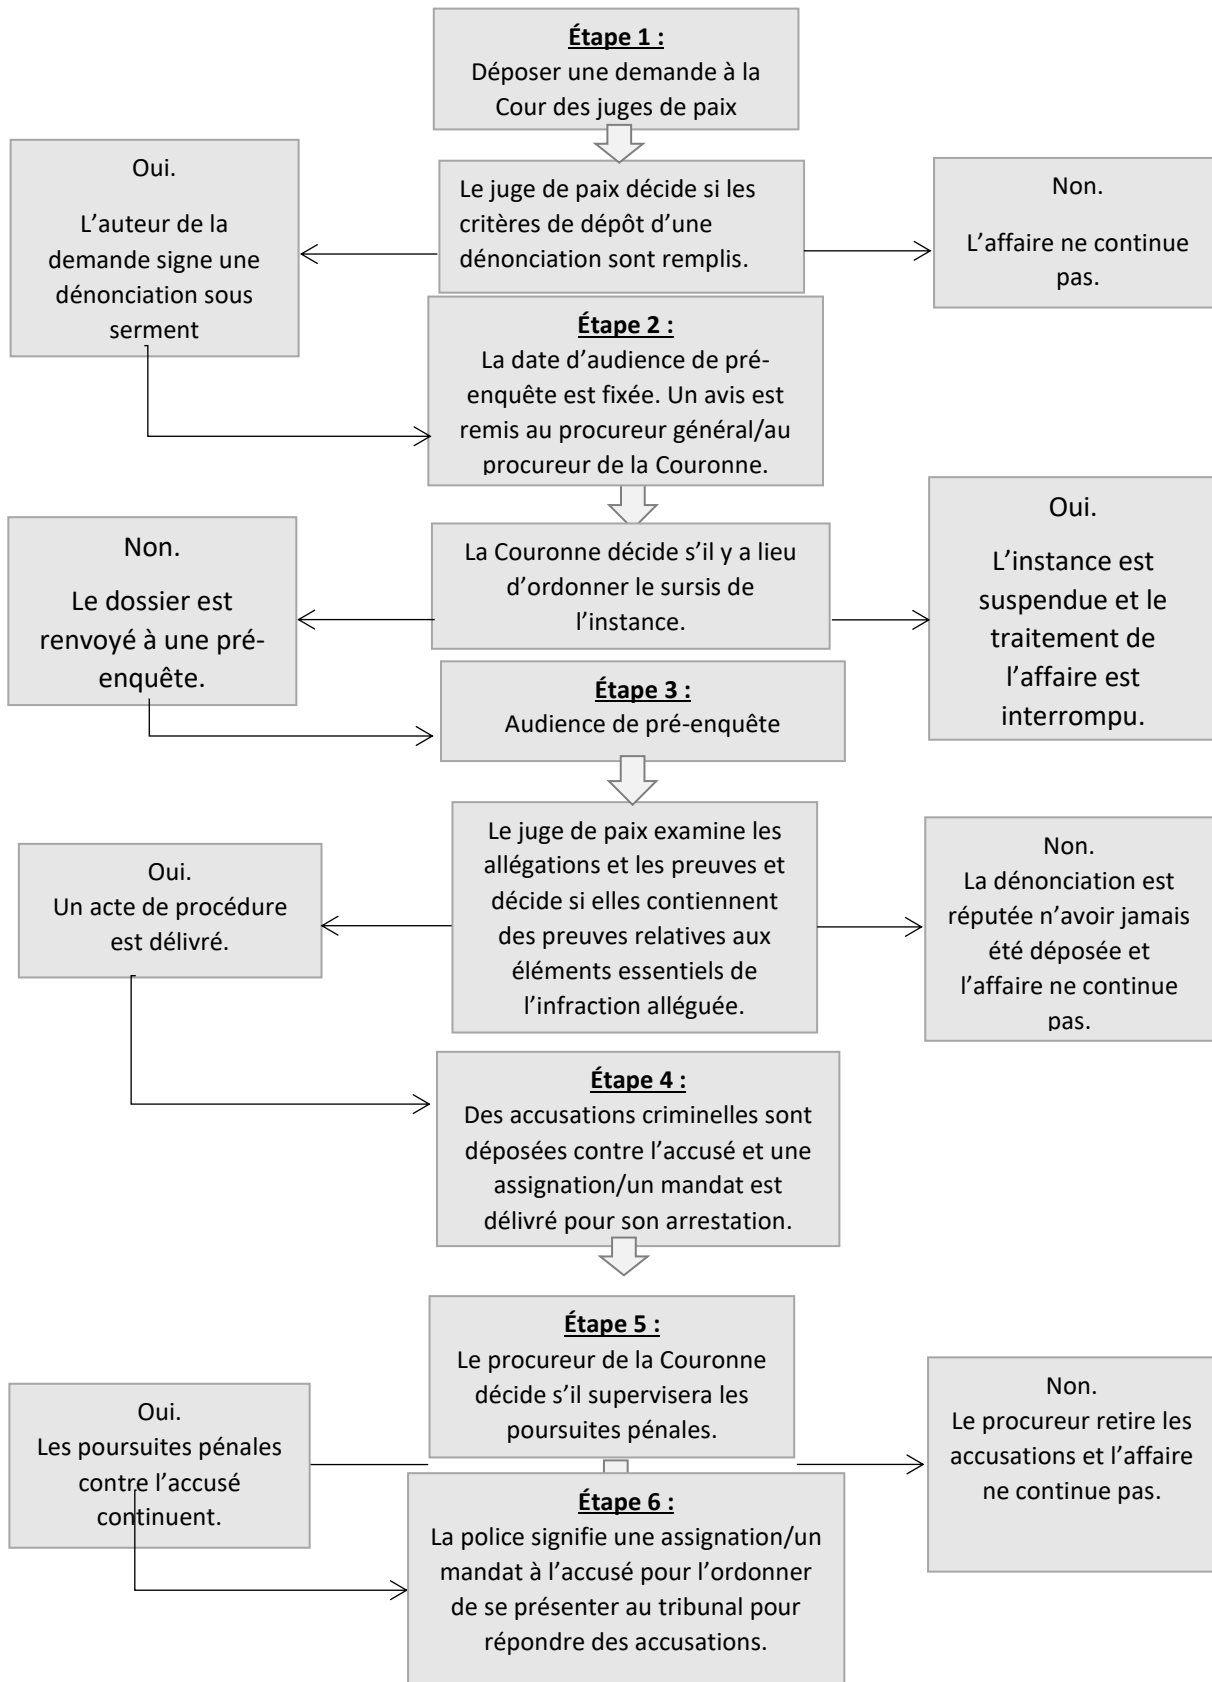 Étape 1 :
Déposer une demande à la
Cour des juges de paix
Oui.
L’auteur de la
demande signe une
dénonciation sous
serment
Le juge de paix décide si les
critères de dépôt d’une
dénonciation sont remplis.
Non.
L’affaire ne continue
pas.
Étape 2 :
La date d’audience de pré-
enquête est fixée. Un avis est
remis au procureur général/au
procureur de la Couronne.
Non.
Le dossier est
renvoyé à une pré-
enquête.
La Couronne décide s’il y a lieu
d’ordonner le sursis de
l’instance.
Oui.
L’instance est
suspendue et le
traitement de
l’affaire est
interrompu.
Étape 3 :
Audience de pré-enquête
Oui.
Un acte de procédure
est délivré.
Le juge de paix examine les
allégations et les preuves et
décide si elles contiennent
des preuves relatives aux
éléments essentiels de
l’infraction alléguée.
Non.
La dénonciation est
réputée n’avoir jamais
été déposée et
l’affaire ne continue
pas.
Étape 4 :
Des accusations criminelles sont
déposées contre l’accusé et une
assignation/un mandat est
délivré pour son arrestation.
Étape 5 :
Le procureur de la Couronne
décide s’il supervisera les
poursuites pénales.
Oui.
Les poursuites pénales
contre l’accusé
continuent.
Non.
Le procureur retire les
accusations et l’affaire
ne continue pas.
Étape 6 :
La police signifie une assignation/un
mandat à l’accusé pour l’ordonner
de se présenter au tribunal pour
répondre des accusations.